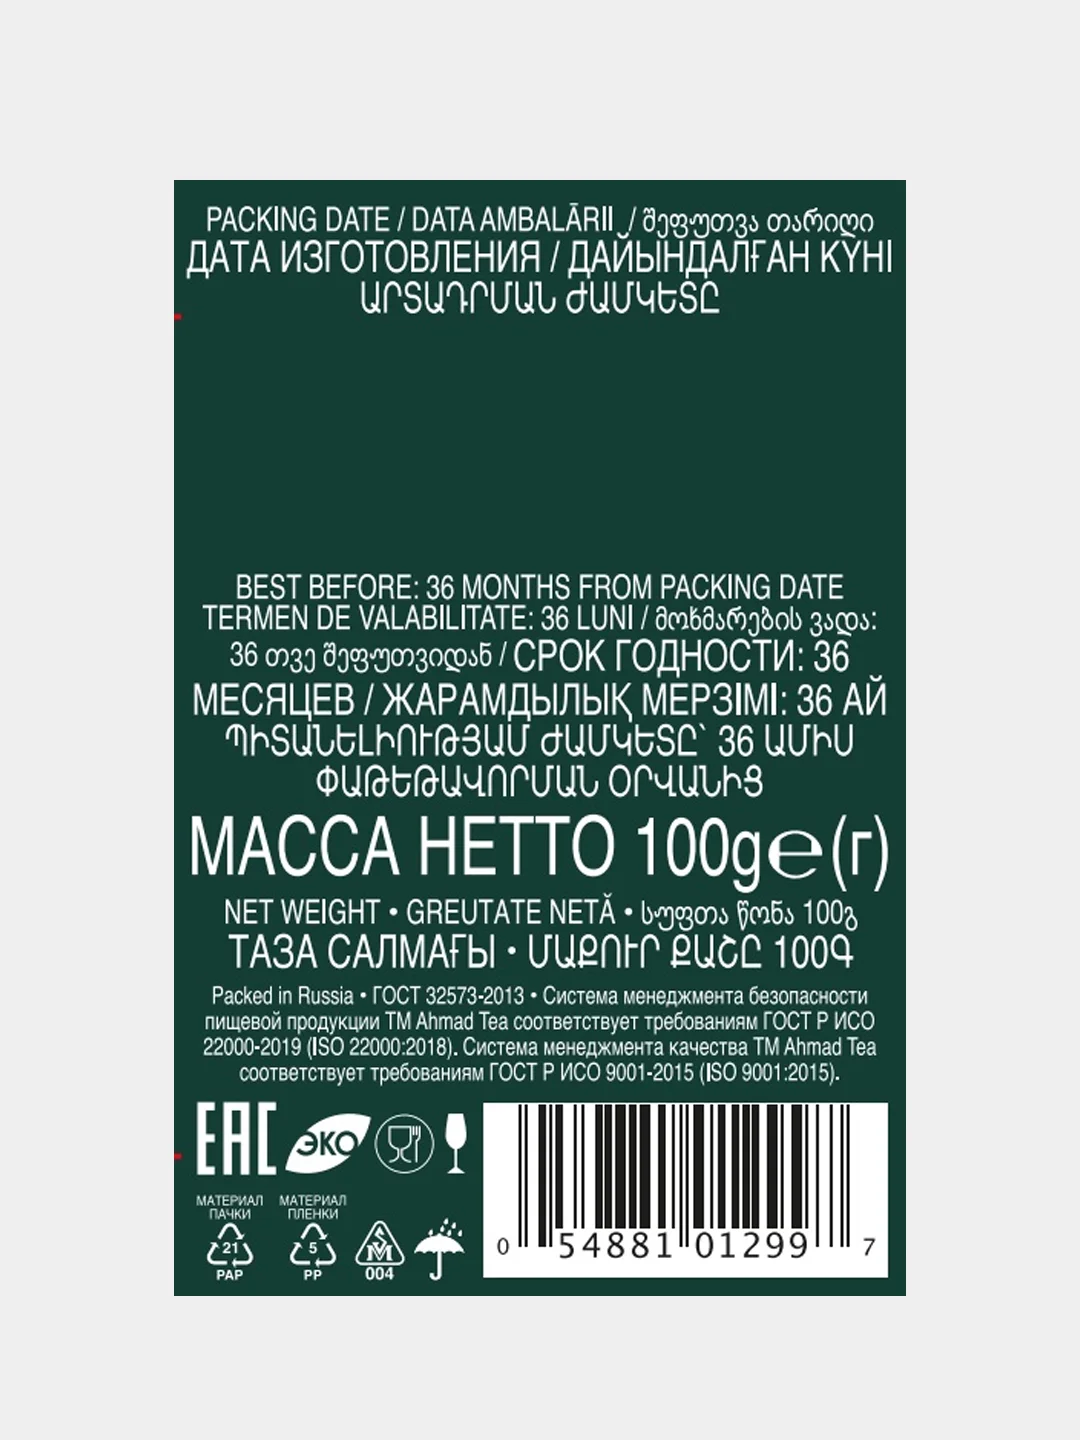 PACKING DATE / DATA AMBALĀRII / შეფუთვა თარიღი
ДАТА ИЗГОТОВЛЕНИЯ / ДАЙЫНДАЛҒАН КҮНІ
ԱՐՏԱԴՐՄԱՆ ԺԱՄԿԵՏԸ
BEST BEFORE: 36 MONTHS FROM PACKING DATE
TERMEN DE VALABILITATE: 36 LUNI / მოხმარების ვადა:
36 თვე შეფუთვიდან / СРОК ГОДНОСТИ: 36
МЕСЯЦЕВ / ЖАРАМДЫЛЫҚ МЕРЗІМІ: 36 АЙ
ՊԻՏԱՆԵԼԻՈՒԹՅԱՄ ԺԱՄԿԵՏԸ՝ 36 ԱՄԻՍ
ՓԱԹԵԹԱՎՈՐՄԱՆ ՕՐՎԱՆԻՑ
МАССА НЕТТО 100g℮(г)
NET WEIGHT • GREUTATE NETĂ • სუფთა წონა 100გ
ТАЗА САЛМАҒЫ • ՄԱՔՈՒՐ ՔԱՇԸ 100Գ
Packed in Russia • ГОСТ 32573-2013 • Система менеджмента безопасности
пищевой продукции ТМ Ahmad Tea соответствует требованиям ГОСТ Р ИСО
22000-2019 (ISO 22000:2018). Система менеджмента качества ТМ Ahmad Tea
соответствует требованиям ГОСТ Р ИСО 9001-2015 (ISO 9001:2015).
EAC ЭКО
МАТЕРИАЛ ПАЧКИ
МАТЕРИАЛ ПЛЕНКИ
21 PAP
5 PP
SM 004
0 54881 01299 7